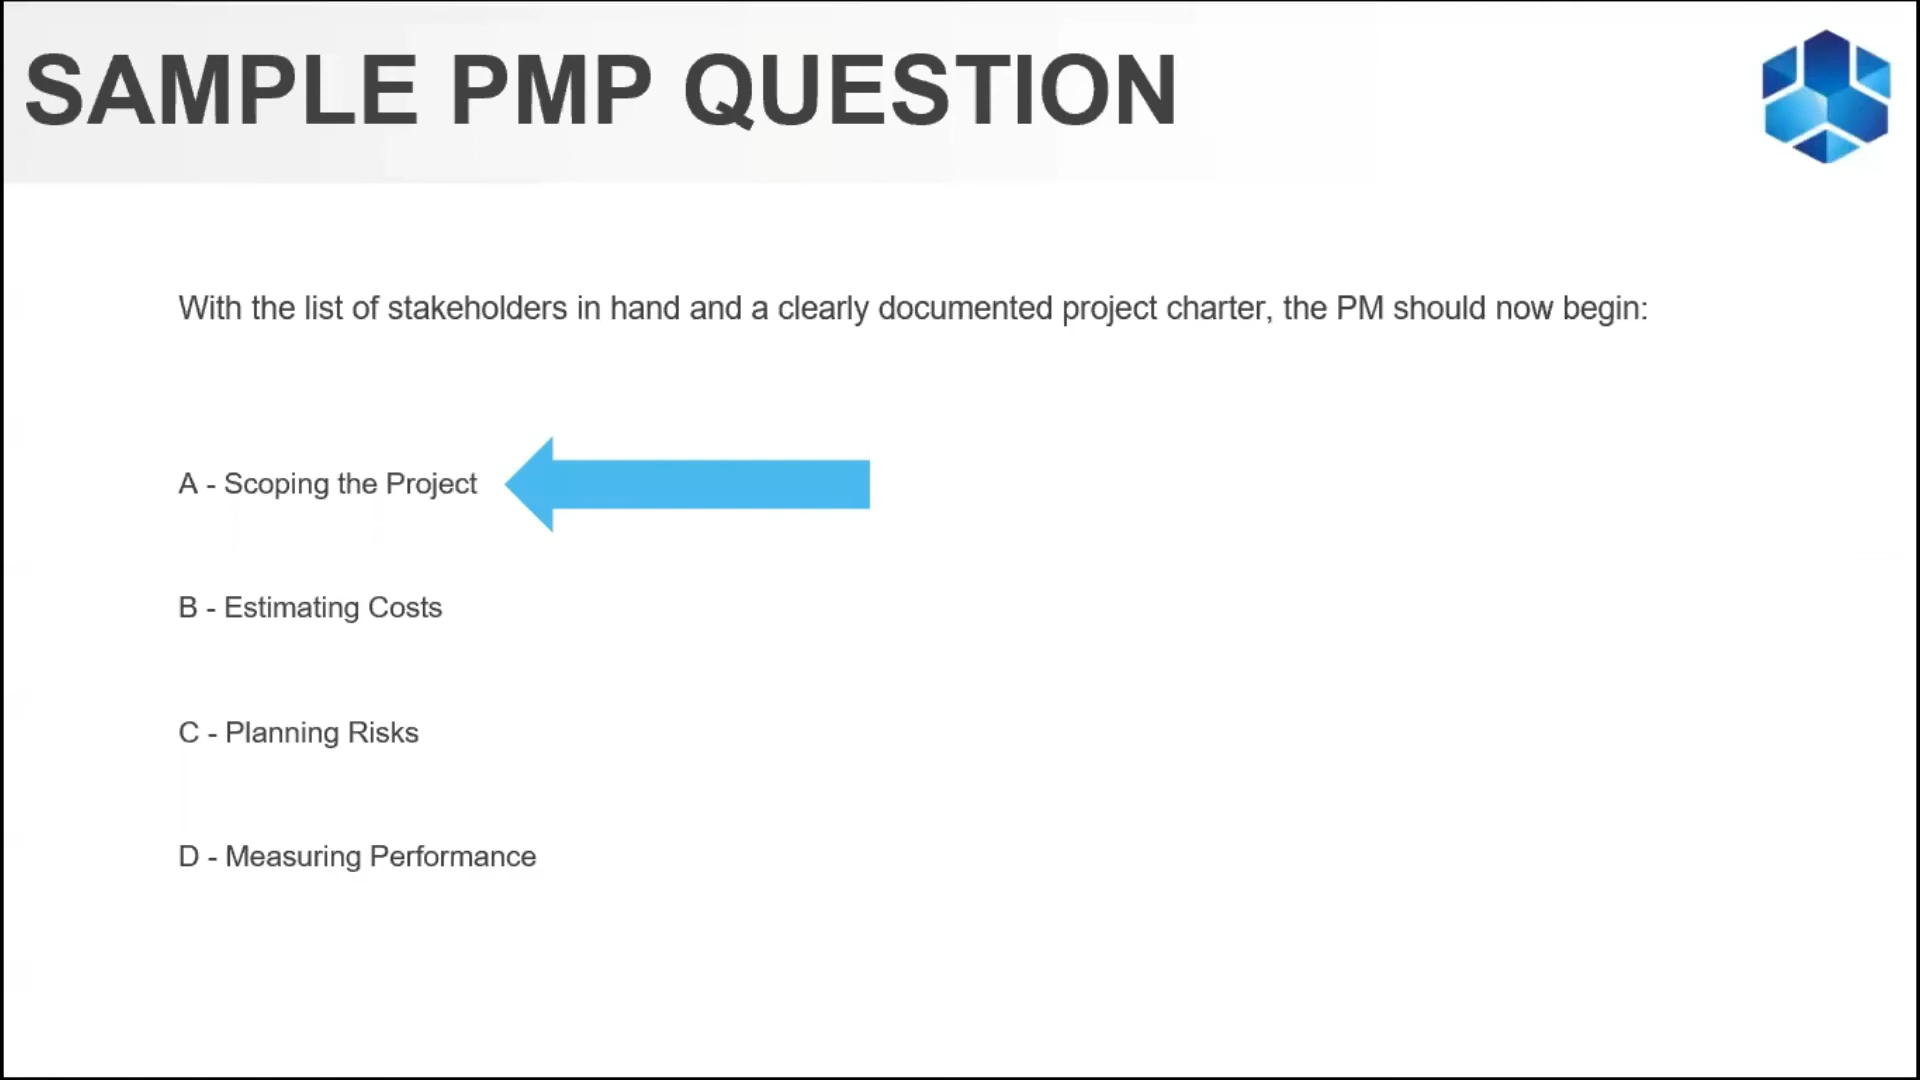 SAMPLE PMP QUESTION
With the list of stakeholders in hand and a clearly documented project charter, the PM should now begin:
A - Scoping the Project
B - Estimating Costs
C - Planning Risks
D - Measuring Performance